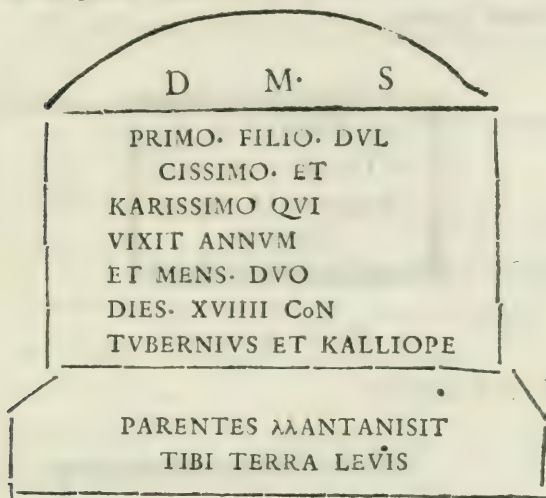 D M· S
PRIMO· FILIO· DVL
CISSIMO· ET
KARISSIMO QVI
VIXIT ANNVM
ET MENS· DVO
DIES· XVIIII CoN
TVBERNIVS ET KALLIOPE
PARENTES λλANTANISIT
TIBI TERRA LEVIS